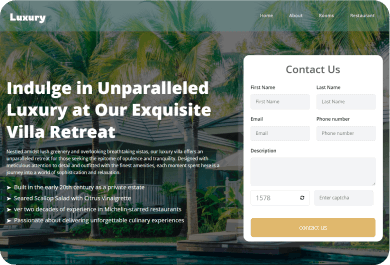 Luxury
Home About Rooms Restaurant
Indulge in Unparalleled
Luxury at Our Exquisite
Villa Retreat
Nestled amidst lush greenery and overlooking breathtaking vistas, our luxury villa offers an
unparalleled retreat for those seeking the epitome of opulence and tranquility. Designed with
meticulous attention to detail and outfitted with the finest amenities, each moment spent here is a
journey into a world of sophistication and relaxation.
➤ Built in the early 20th century as a private estate
➤ Seared Scallop Salad with Citrus Vinaigrette
➤ ver two decades of experience in Michelin-starred restaurants
➤ Passionate about delivering unforgettable culinary experiences
Contact Us
First Name Last Name
First Name Last Name
Email Phone number
Email Phone number
Description
1578 Enter captcha
CONTACT US